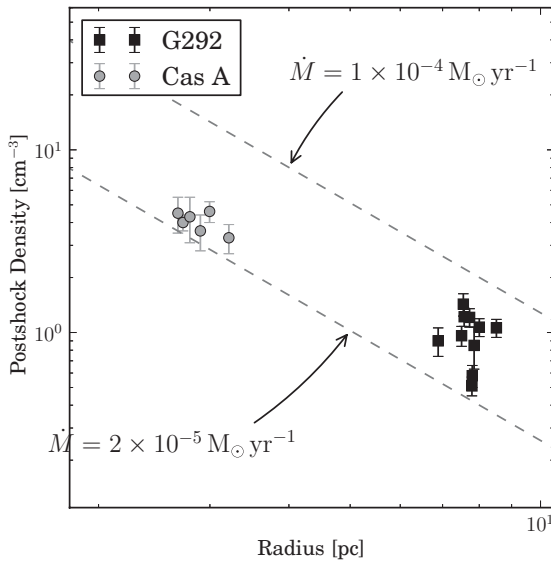 G292
Cas A
Ṁ = 1 × 10⁻⁴ M⊙ yr⁻¹
10¹
10⁰
Postshock Density [cm⁻³]
Ṁ = 2 × 10⁻⁵ M⊙ yr⁻¹
10¹
Radius [pc]